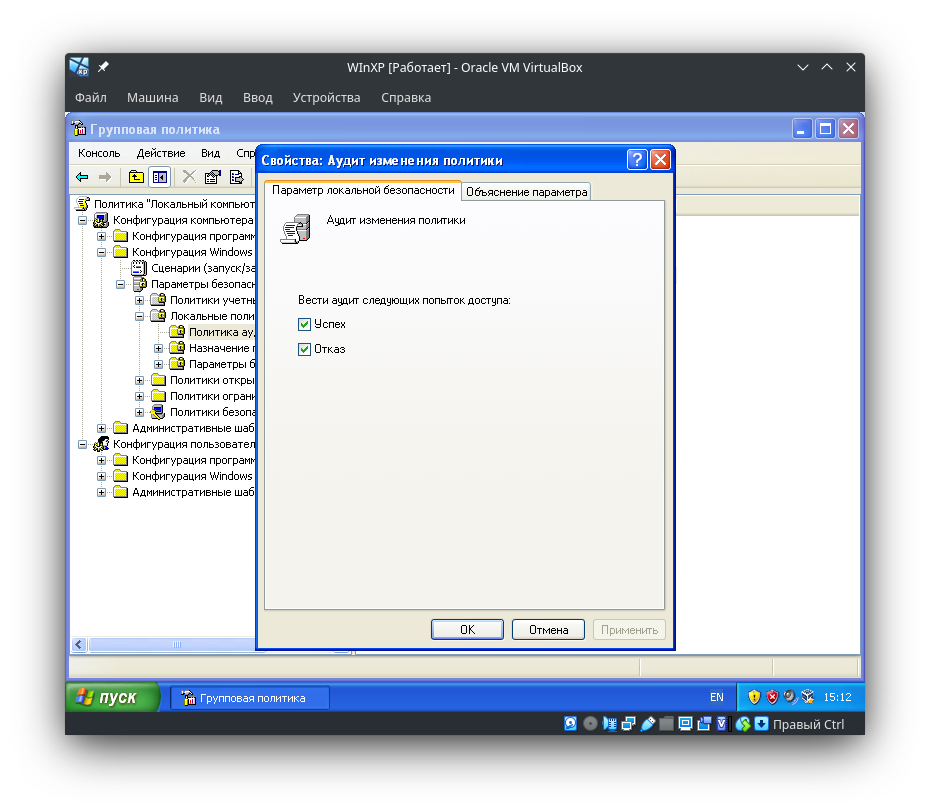 WInXP [Работает] - Oracle VM VirtualBox
Файл Машина Вид Ввод Устройства Справка
Групповая политика
Консоль Действие Вид Спр
Политика "Локальный компьют
Конфигурация компьютера
Конфигурация программ
Конфигурация Windows
Сценарии (запуск/за
Параметры безопасн
Политики учетн
Локальные поли
Политика ау
Назначение п
Параметры б
Политики откры
Политики ограни
Политики безопа
Административные шаб
Конфигурация пользовател
Конфигурация программ
Конфигурация Windows
Административные шаб
Свойства: Аудит изменения политики
Параметр локальной безопасности Объяснение параметра
Аудит изменения политики
Вести аудит следующих попыток доступа:
Успех
Отказ
ОК Отмена Применить
пуск Групповая политика EN 15:12
Правый Ctrl